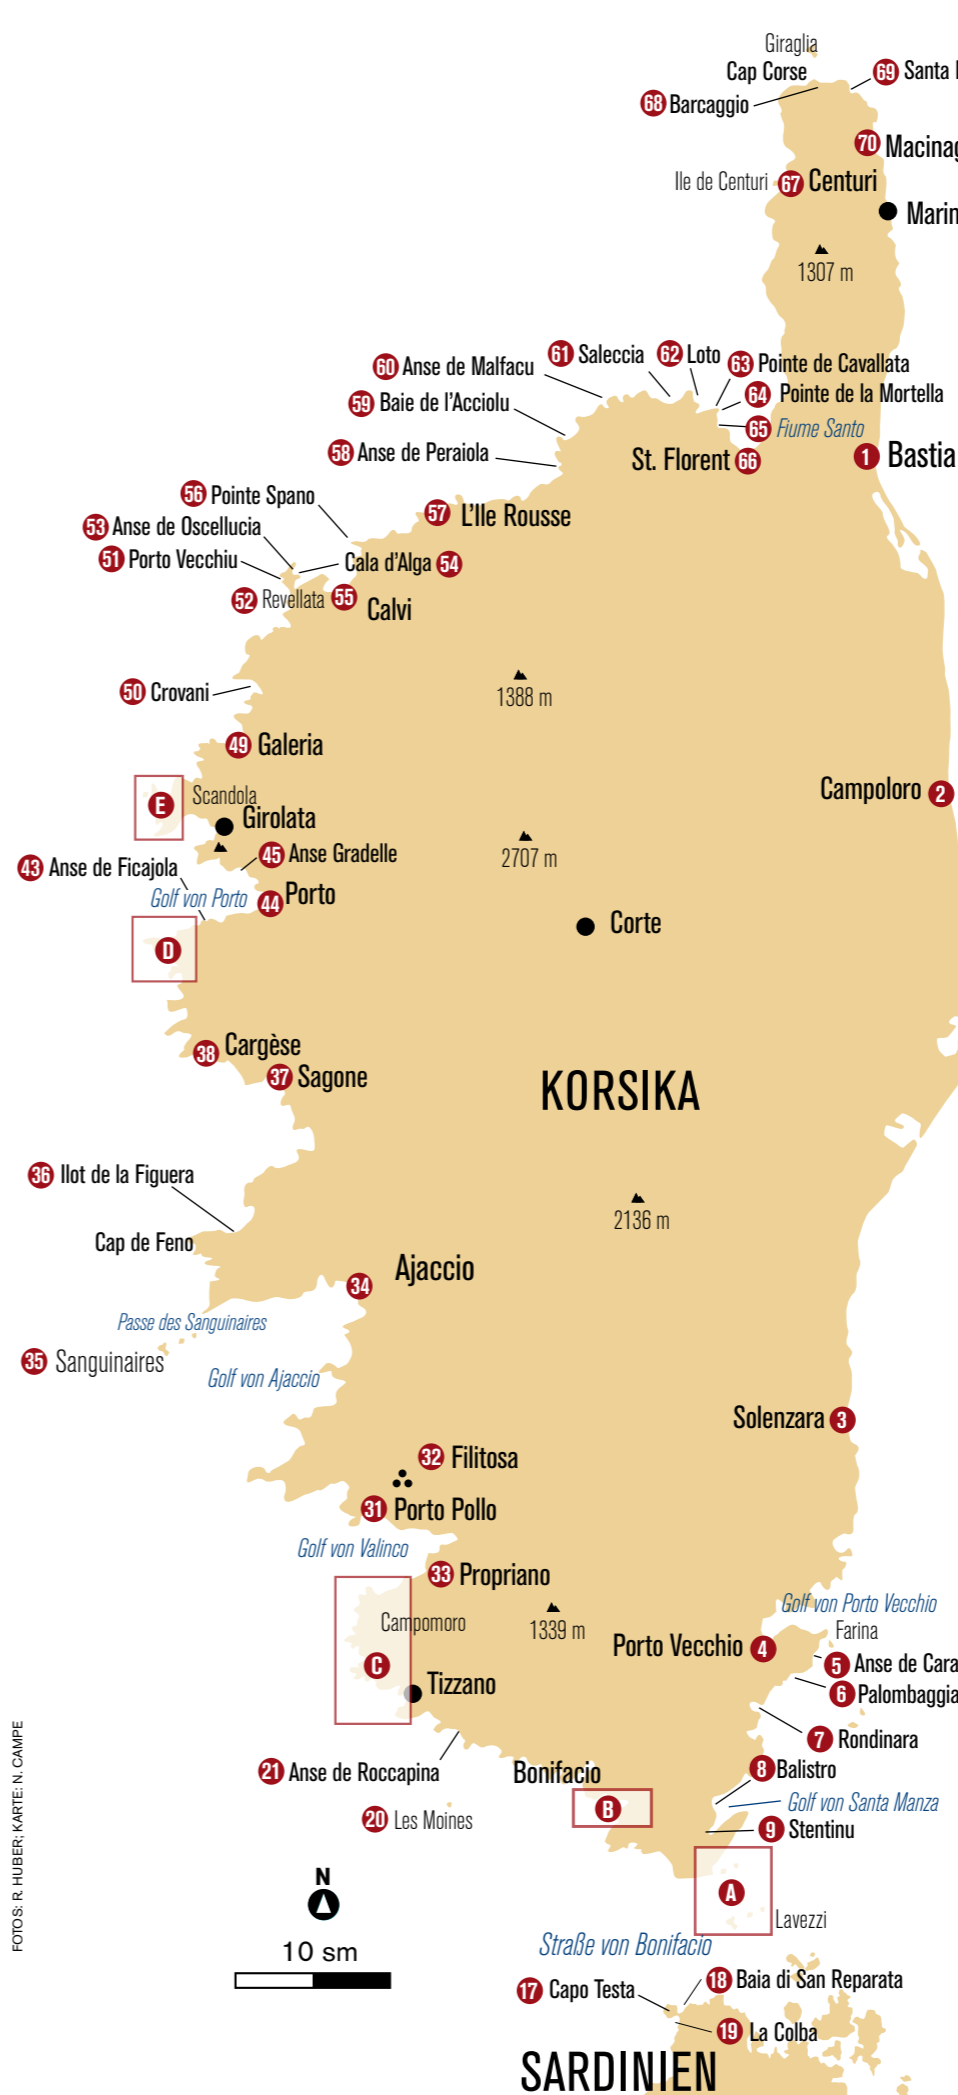 Giraglia
Cap Corse
69 Santa
68 Barcaggio
70 Macinag
Ile de Centuri 67 Centuri
Marin
1307 m
61 Saleccia
62 Loto
60 Anse de Malfacu
63 Pointe de Cavallata
64 Pointe de la Mortella
59 Baie de l'Acciolu
65 Fiume Santo
58 Anse de Peraiola
St. Florent 66
1 Bastia
56 Pointe Spano
57 L'Ile Rousse
53 Anse de Oscellucia
51 Porto Vecchiu
Cala d'Alga 54
52 Revellata
55 Calvi
50 Crovani
1388 m
49 Galeria
E
Scandola
Girolata
Campoloro 2
2707 m
45 Anse Gradelle
43 Anse de Ficajola
Golf von Porto
44 Porto
Corte
D
38 Cargèse
37 Sagone
KORSIKA
36 Ilot de la Figuera
2136 m
Cap de Feno
Ajaccio
34
Passe des Sanguinaires
35 Sanguinaires
Golf von Ajaccio
Solenzara 3
32 Filitosa
31 Porto Pollo
Golf von Valinco
33 Propriano
Golf von Porto Vecchio
Campomoro
1339 m
Farina
Porto Vecchio 4
C
5 Anse de Cara
Tizzano
6 Palombaggia
7 Rondinara
21 Anse de Roccapina
Bonifacio
8 Balistro
B
Golf von Santa Manza
20 Les Moines
9 Stentinu
A
N
Lavezzi
10 sm
Straße von Bonifacio
17 Capo Testa
18 Baia di San Reparata
19 La Colba
SARDINIEN
FOTOS: R. HUBER; KARTE: N. CAMPE